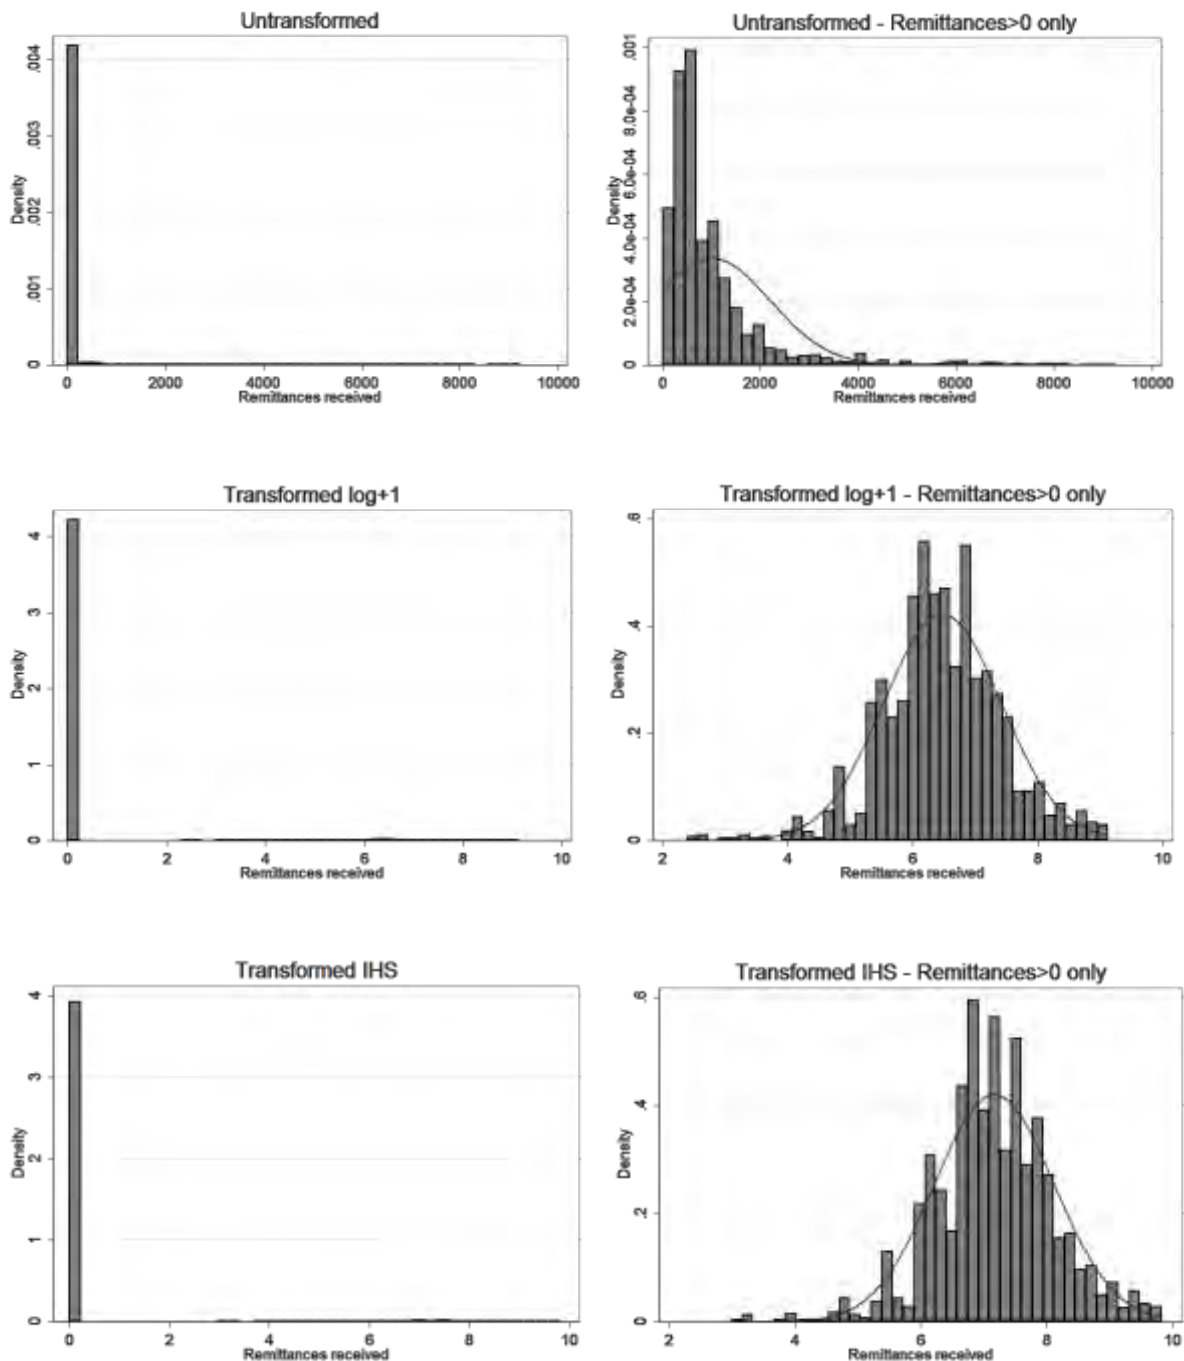 Untransformed
.004
.003
.002
.001
0
Density
0 2000 4000 6000 8000 10000
Remittances received
Untransformed - Remittances>0 only
.001
8.0e-04
6.0e-04
4.0e-04
2.0e-04
0
Density
0 2000 4000 6000 8000 10000
Remittances received
Transformed log+1
4
3
2
1
0
Density
0 2 4 6 8 10
Remittances received
Transformed log+1 - Remittances>0 only
.6
.4
.2
0
Density
2 4 6 8 10
Remittances received
Transformed IHS
4
3
2
1
0
Density
0 2 4 6 8 10
Remittances received
Transformed IHS - Remittances>0 only
.6
.4
.2
0
Density
2 4 6 8 10
Remittances received